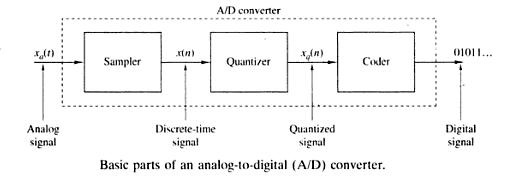 A/D converter
xₐ(t) Sampler x(n) Quantizer x_q(n) Coder 01011...
Analog signal
Discrete-time signal
Quantized signal
Digital signal
Basic parts of an analog-to-digital (A/D) converter.